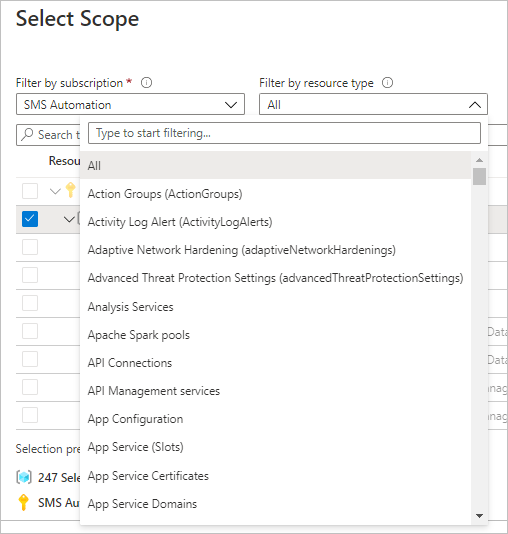 Select Scope
Filter by subscription *
Filter by resource type
SMS Automation
All
Search t
Type to start filtering...
Resou
All
Action Groups (ActionGroups)
Activity Log Alert (ActivityLogAlerts)
Adaptive Network Hardening (adaptiveNetworkHardenings)
Advanced Threat Protection Settings (advancedThreatProtectionSettings)
Analysis Services
Apache Spark pools
Data
API Connections
Data
API Management services
nag
App Configuration
nag
App Service (Slots)
Selection pre
App Service Certificates
247 Sele
App Service Domains
SMS Au